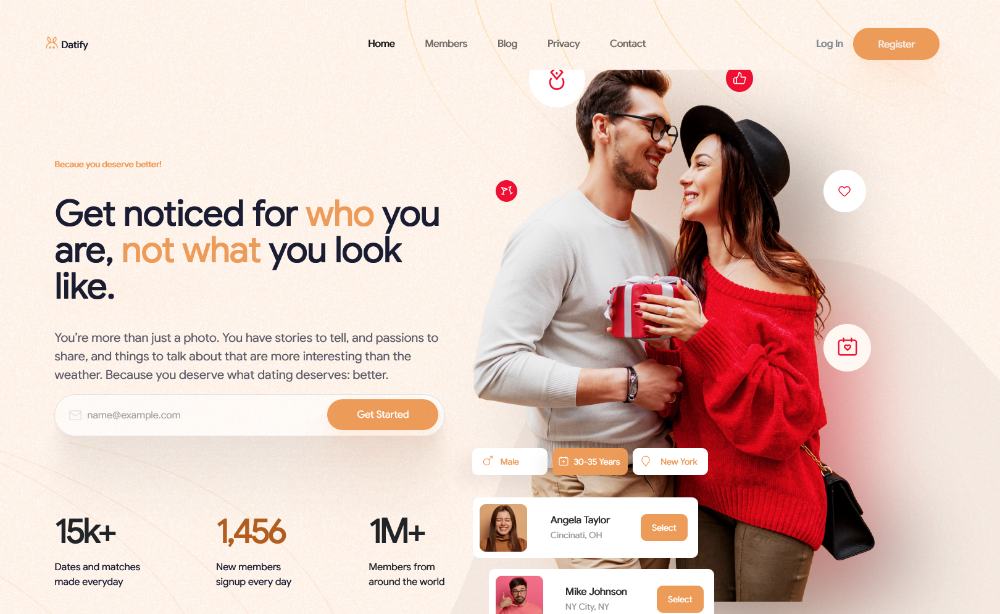 Datify
Home
Members
Blog
Privacy
Contact
Log In
Register
Becaue you deserve better!
Get noticed for who you
are, not what you look
like.
You’re more than just a photo. You have stories to tell, and passions to
share, and things to talk about that are more interesting than the
weather. Because you deserve what dating deserves: better.
name@example.com
Get Started
15k+
Dates and matches
made everyday
1,456
New members
signup every day
1M+
Members from
around the world
Male
30-35 Years
New York
Angela Taylor
Cincinati, OH
Select
Mike Johnson
NY City, NY
Select